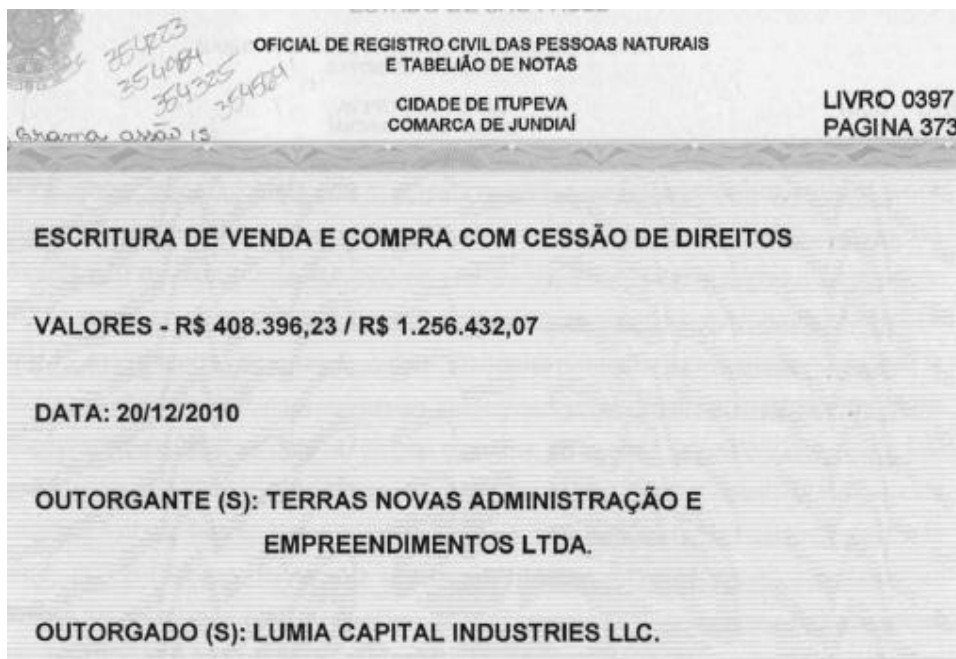 354223
354084
354325
354504
OFICIAL DE REGISTRO CIVIL DAS PESSOAS NATURAIS
E TABELIÃO DE NOTAS
CIDADE DE ITUPEVA
COMARCA DE JUNDIAÍ
LIVRO 0397
PAGINA 373
ESCRITURA DE VENDA E COMPRA COM CESSÃO DE DIREITOS
VALORES - R$ 408.396,23 / R$ 1.256.432,07
DATA: 20/12/2010
OUTORGANTE (S): TERRAS NOVAS ADMINISTRAÇÃO E
EMPREENDIMENTOS LTDA.
OUTORGADO (S): LUMIA CAPITAL INDUSTRIES LLC.